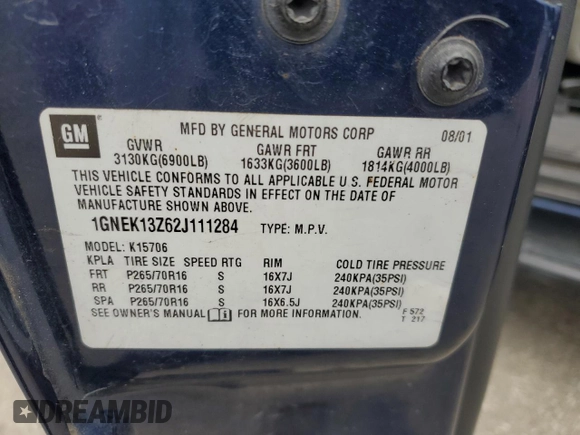 GM
MFD BY GENERAL MOTORS CORP 08/01
GVWR GAWR FRT GAWR RR
3130KG(6900LB) 1633KG(3600LB) 1814KG(4000LB)
THIS VEHICLE CONFORMS TO ALL APPLICABLE U S. FEDERAL MOTOR
VEHICLE SAFETY STANDARDS IN EFFECT ON THE DATE OF
MANUFACTURE SHOWN ABOVE.
1GNEK13Z62J111284 TYPE: M.P.V.
MODEL: K15706
KPLA TIRE SIZE SPEED RTG RIM COLD TIRE PRESSURE
FRT P265/70R16 S 16X7J 240KPA(35PSI)
RR P265/70R16 S 16X7J 240KPA(35PSI)
SPA P265/70R16 S 16X6.5J 240KPA(35PSI)
SEE OWNER'S MANUAL FOR MORE INFORMATION. F 572
T 217
DREAMBID